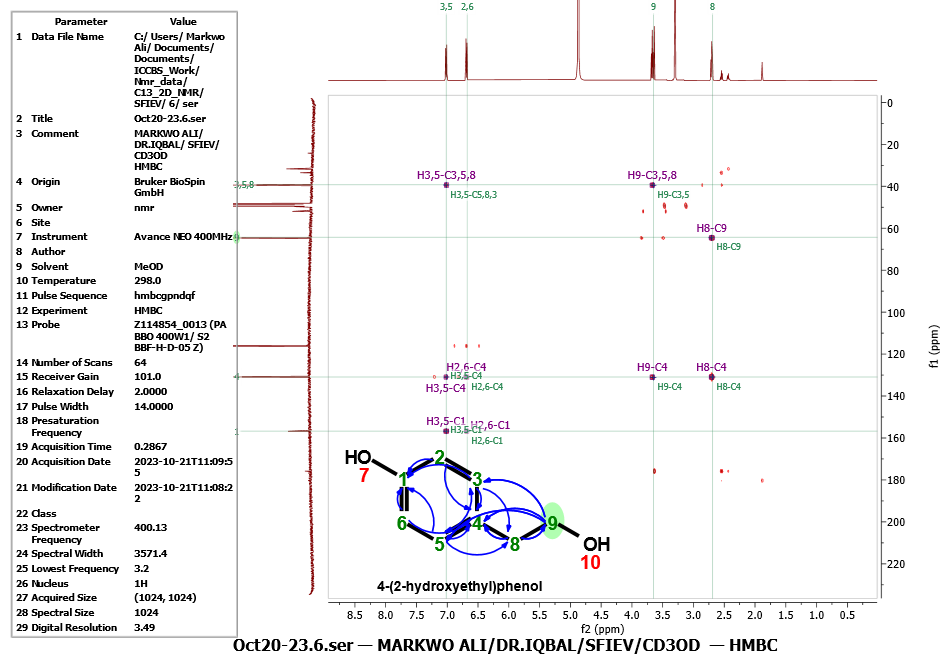 Parameter Value
1 Data File Name C:/ Users/ Markwo
Ali/ Documents/
Documents/
ICCBS_Work/
Nmr_data/
C13_2D_NMR/
SFIEV/ 6/ ser
2 Title Oct20-23.6.ser
3 Comment MARKWO ALI/
DR.IQBAL/ SFIEV/
CD3OD
HMBC
4 Origin Bruker BioSpin
GmbH
5 Owner nmr
6 Site
7 Instrument Avance NEO 400MHz
8 Author
9 Solvent MeOD
10 Temperature 298.0
11 Pulse Sequence hmbcgpndqf
12 Experiment HMBC
13 Probe Z114854_0013 (PA
BBO 400W1/ S2
BBF-H-D-05 Z)
14 Number of Scans 64
15 Receiver Gain 101.0
16 Relaxation Delay 2.0000
17 Pulse Width 14.0000
18 Presaturation
Frequency
19 Acquisition Time 0.2867
20 Acquisition Date 2023-10-21T11:09:5
5
21 Modification Date 2023-10-21T11:08:2
2
22 Class
23 Spectrometer 400.13
Frequency
24 Spectral Width 3571.4
25 Lowest Frequency 3.2
26 Nucleus 1H
27 Acquired Size (1024, 1024)
28 Spectral Size 1024
29 Digital Resolution 3.49
3,5 2,6 9 8
3,5,8
9
4
1
H3,5-C3,5,8 H9-C3,5,8
H3,5-C5,8,3 H9-C3,5
H8-C9
H8-C9
H2,6-C4 H9-C4 H8-C4
H3,5-C4
H3,5-C4 H2,6-C4 H9-C4 H8-C4
H3,5-C1 H2,6-C1
H3,5-C1
H2,6-C1
HO
7
1 2 3 4 5 6 8 9
OH
10
4-(2-hydroxyethyl)phenol
0
20
40
60
80
100
120
140
160
180
200
220
f1 (ppm)
8.5 8.0 7.5 7.0 6.5 6.0 5.5 5.0 4.5 4.0 3.5 3.0 2.5 2.0 1.5 1.0 0.5
f2 (ppm)
Oct20-23.6.ser — MARKWO ALI/DR.IQBAL/SFIEV/CD3OD — HMBC